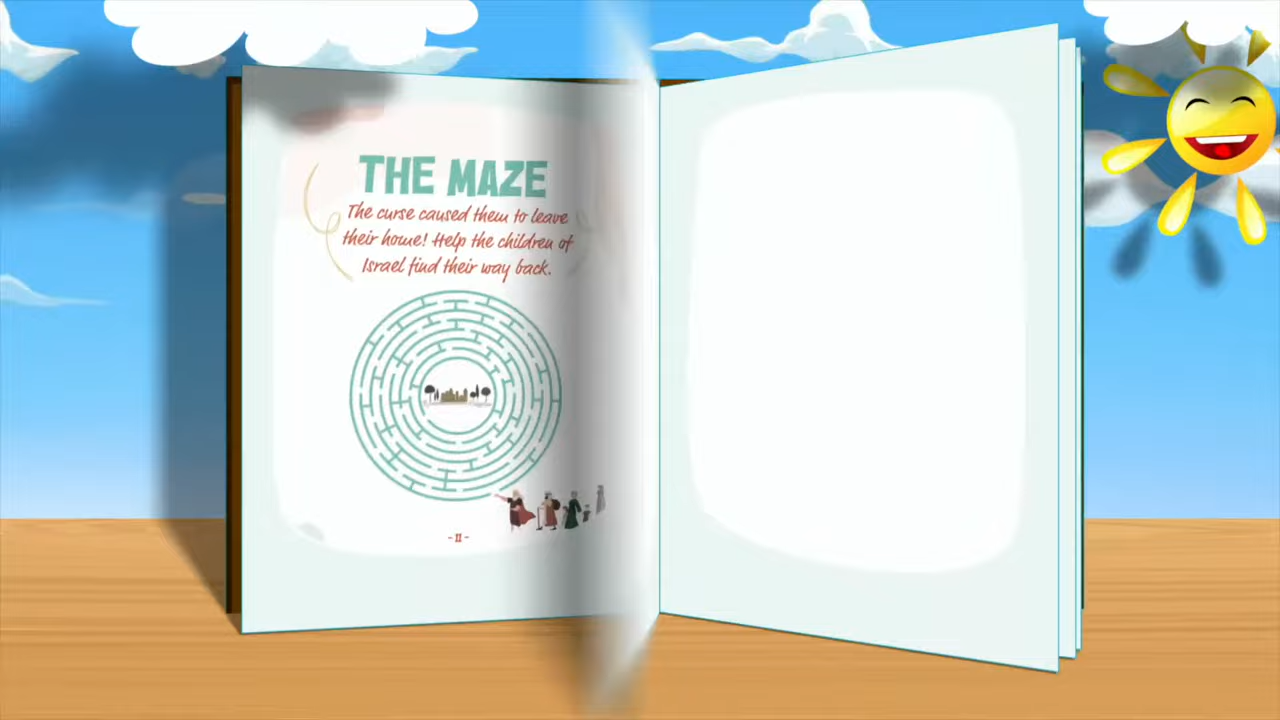 THE MAZE
The curse caused them to leave
their home! Help the children of
Israel find their way back.
- 11 -